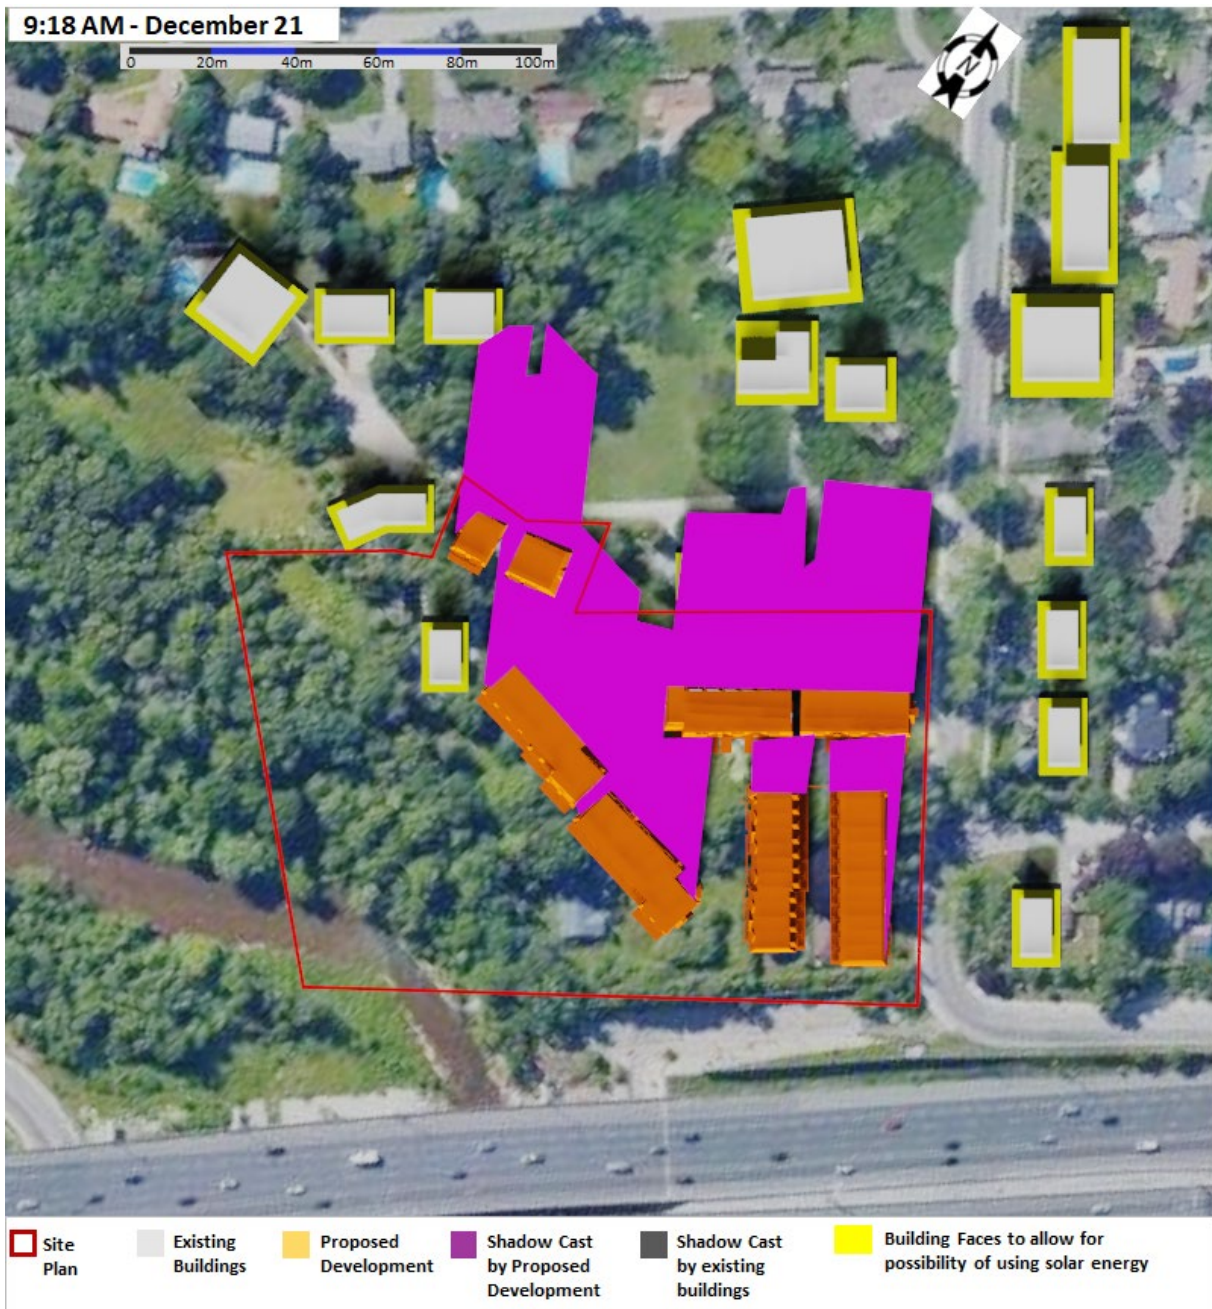 9:18 AM - December 21
0 20m 40m 60m 80m 100m
N
Site
Plan
Existing
Buildings
Proposed
Development
Shadow Cast
by Proposed
Development
Shadow Cast
by existing
buildings
Building Faces to allow for
possibility of using solar energy